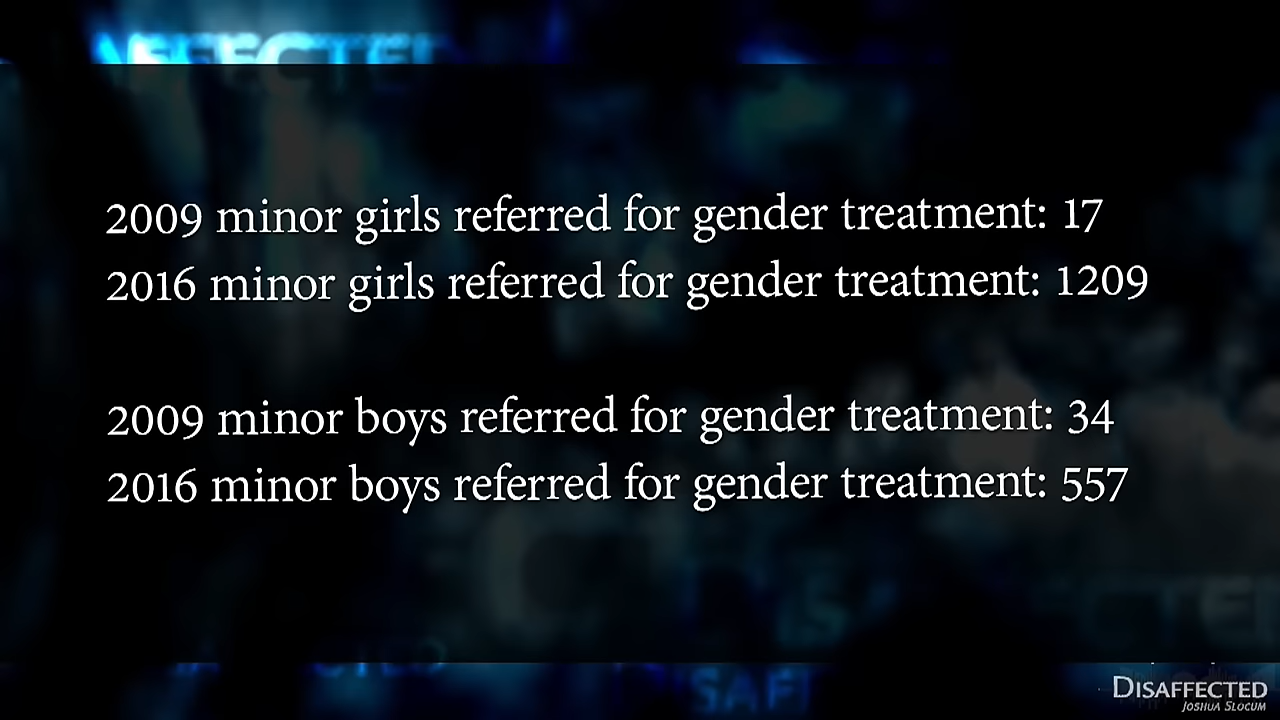 2009 minor girls referred for gender treatment: 17
2016 minor girls referred for gender treatment: 1209
2009 minor boys referred for gender treatment: 34
2016 minor boys referred for gender treatment: 557
DISAFFECTED
JOSHUA SLOCUM